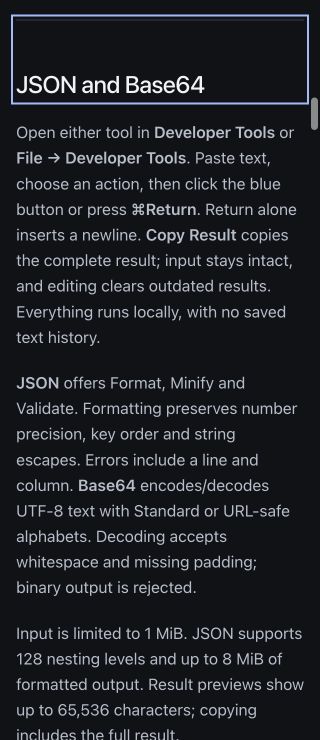 JSON and Base64
Open either tool in Developer Tools or
File → Developer Tools. Paste text,
choose an action, then click the blue
button or press ⌘Return. Return alone
inserts a newline. Copy Result copies
the complete result; input stays intact,
and editing clears outdated results.
Everything runs locally, with no saved
text history.
JSON offers Format, Minify and
Validate. Formatting preserves number
precision, key order and string
escapes. Errors include a line and
column. Base64 encodes/decodes
UTF-8 text with Standard or URL-safe
alphabets. Decoding accepts
whitespace and missing padding;
binary output is rejected.
Input is limited to 1 MiB. JSON supports
128 nesting levels and up to 8 MiB of
formatted output. Result previews show
up to 65,536 characters; copying
includes the full result.